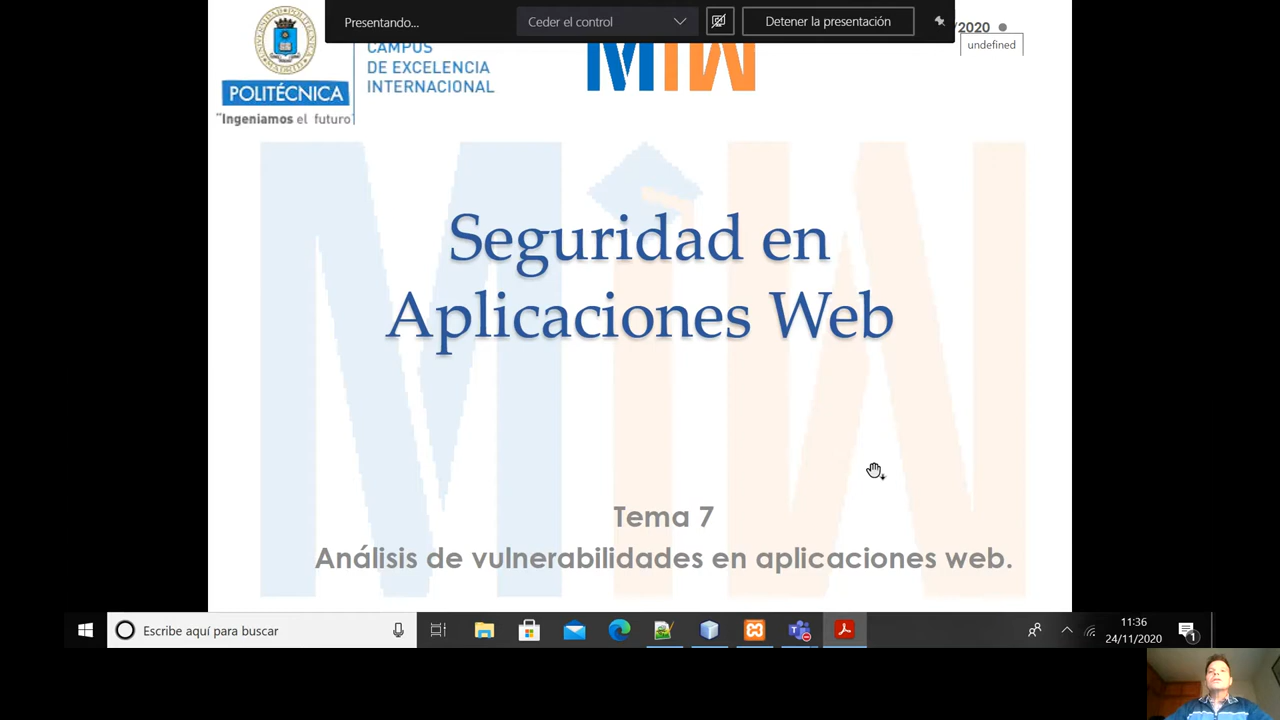 Presentando...
Ceder el control
Detener la presentación
/2020
undefined
CAMPUS
DE EXCELENCIA
INTERNACIONAL
POLITÉCNICA
"Ingeniamos el futuro"
MIW
Seguridad en
Aplicaciones Web
Tema 7
Análisis de vulnerabilidades en aplicaciones web.
Escribe aquí para buscar
11:36
24/11/2020
1